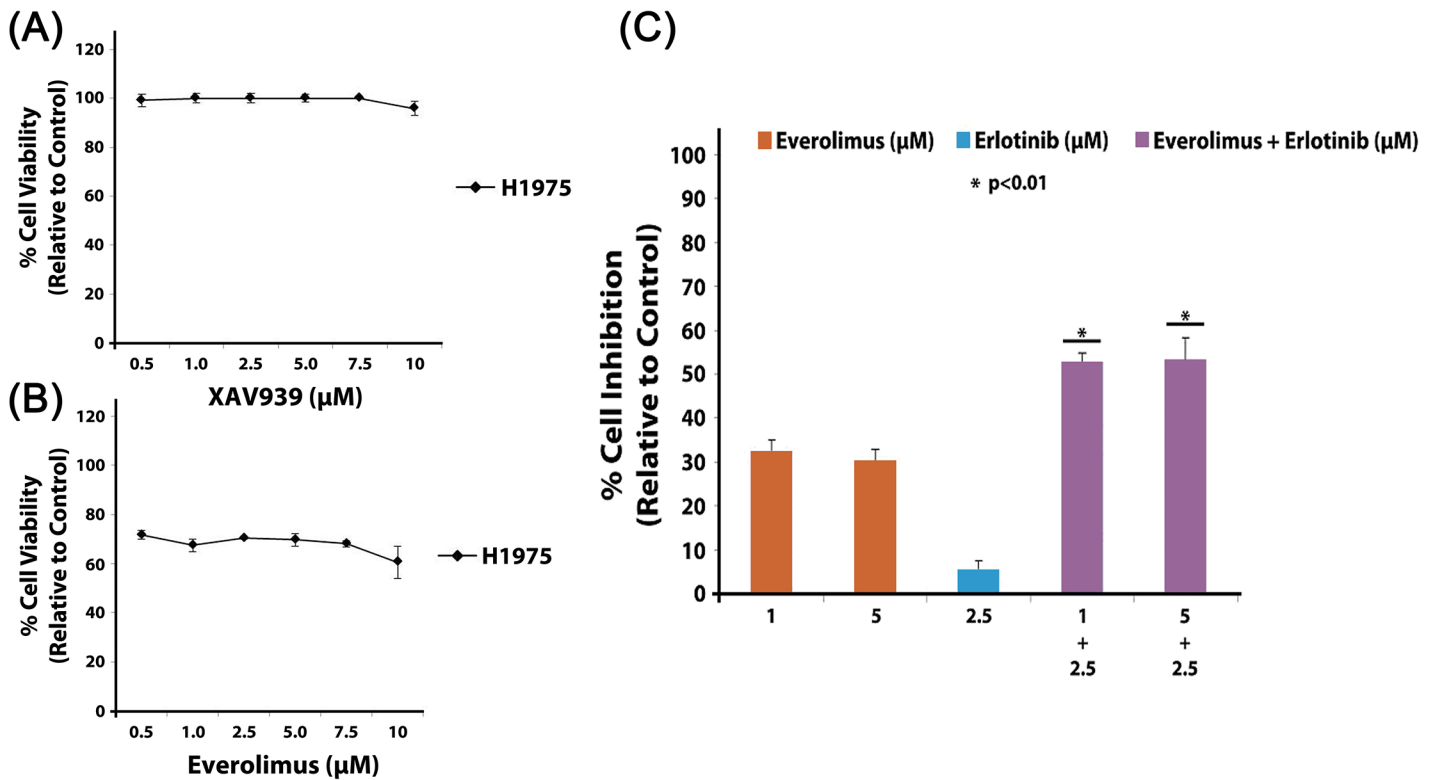 (A)
120
100
80
60
40
20
0
% Cell Viability
(Relative to Control)
0.5 1.0 2.5 5.0 7.5 10
XAV939 (µM)
H1975
(B)
120
100
80
60
40
20
0
% Cell Viability
(Relative to Control)
0.5 1.0 2.5 5.0 7.5 10
Everolimus (µM)
H1975
(C)
Everolimus (µM) Erlotinib (µM) Everolimus + Erlotinib (µM)
* p<0.01
100
90
80
70
60
50
40
30
20
10
0
% Cell Inhibition
(Relative to Control)
* *
1 5 2.5 1 5
+ +
2.5 2.5